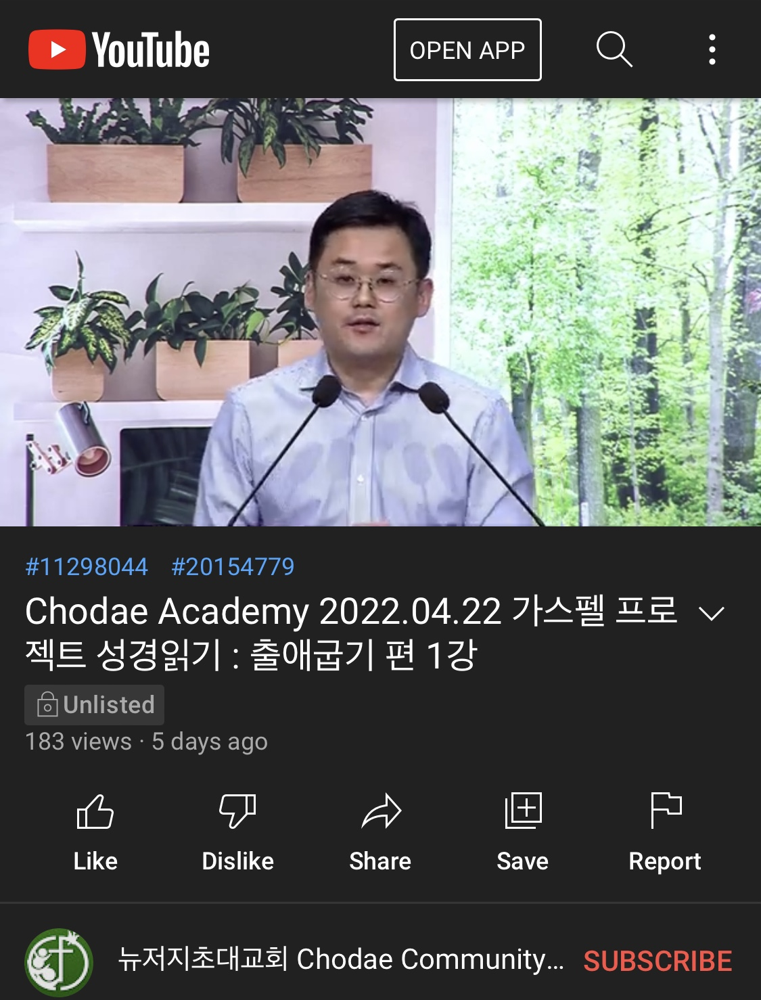 YouTube
OPEN APP
#11298044 #20154779
Chodae Academy 2022.04.22 가스펠 프로
젝트 성경읽기 : 출애굽기 편 1강
Unlisted
183 views · 5 days ago
Like Dislike Share Save Report
뉴저지초대교회 Chodae Community... SUBSCRIBE